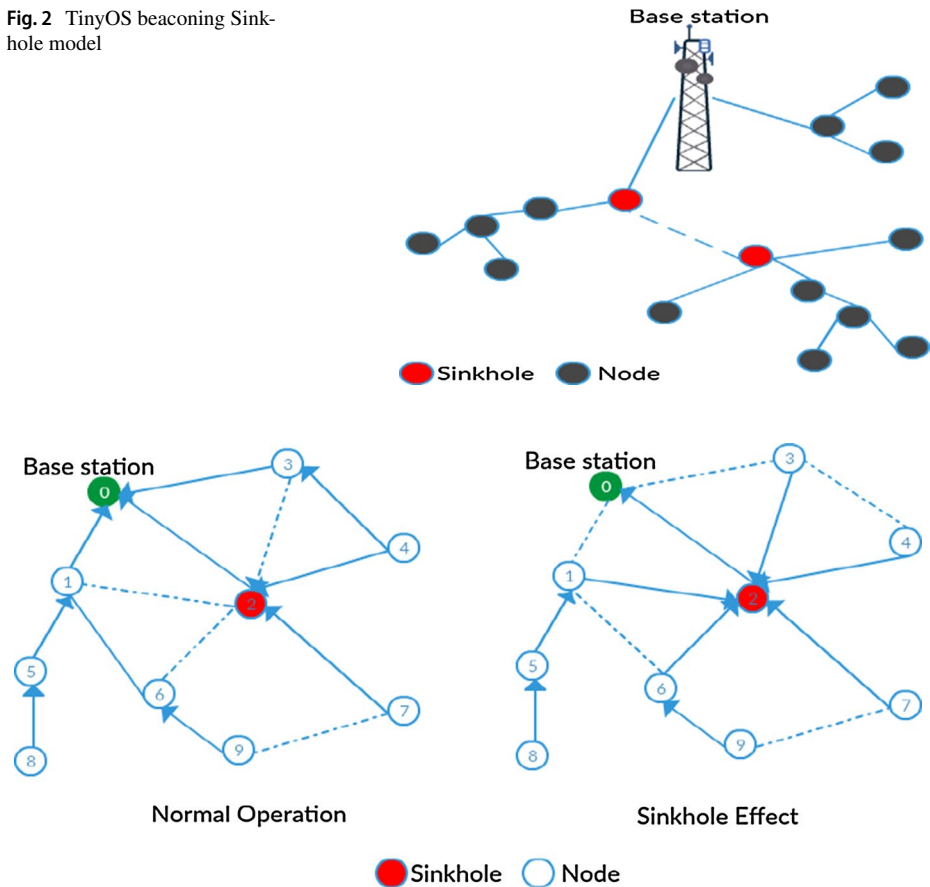 Fig. 2 TinyOS beaconing Sink-
hole model
Base station
Sinkhole Node
Base station
0
3
4
1
2
5
6
7
9
8
Normal Operation
Base station
0
3
4
1
2
5
6
7
9
8
Sinkhole Effect
Sinkhole Node